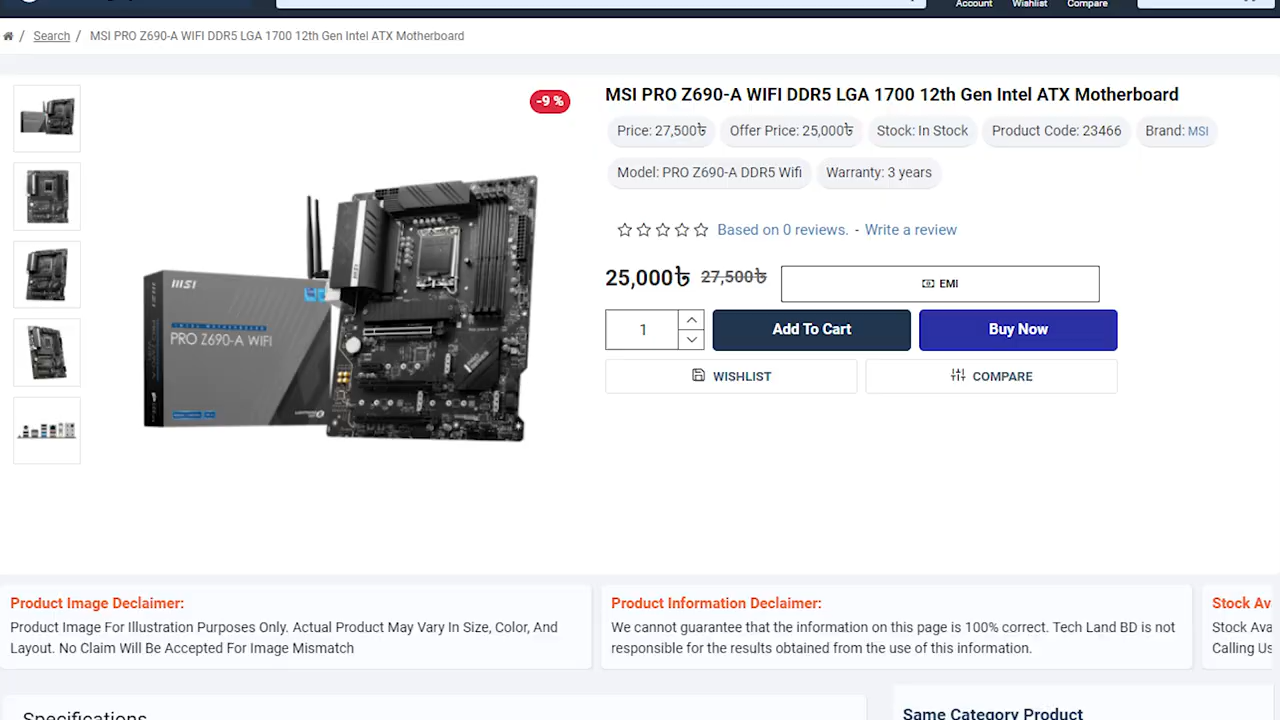 Account Wishlist Compare
/ Search / MSI PRO Z690-A WIFI DDR5 LGA 1700 12th Gen Intel ATX Motherboard
-9 %
MSI PRO Z690-A WIFI DDR5 LGA 1700 12th Gen Intel ATX Motherboard
Price: 27,500৳ Offer Price: 25,000৳ Stock: In Stock Product Code: 23466 Brand: MSI
Model: PRO Z690-A DDR5 Wifi Warranty: 3 years
Based on 0 reviews. - Write a review
25,000৳ 27,500৳ EMI
1 Add To Cart Buy Now
WISHLIST COMPARE
MSI
INTEL MOTHERBOARD
PRO Z690-A WIFI
Product Image Declaimer:
Product Image For Illustration Purposes Only. Actual Product May Vary In Size, Color, And
Layout. No Claim Will Be Accepted For Image Mismatch
Product Information Declaimer:
We cannot guarantee that the information on this page is 100% correct. Tech Land BD is not
responsible for the results obtained from the use of this information.
Stock Av
Stock Ava
Calling Us
Specifications
Same Category Product